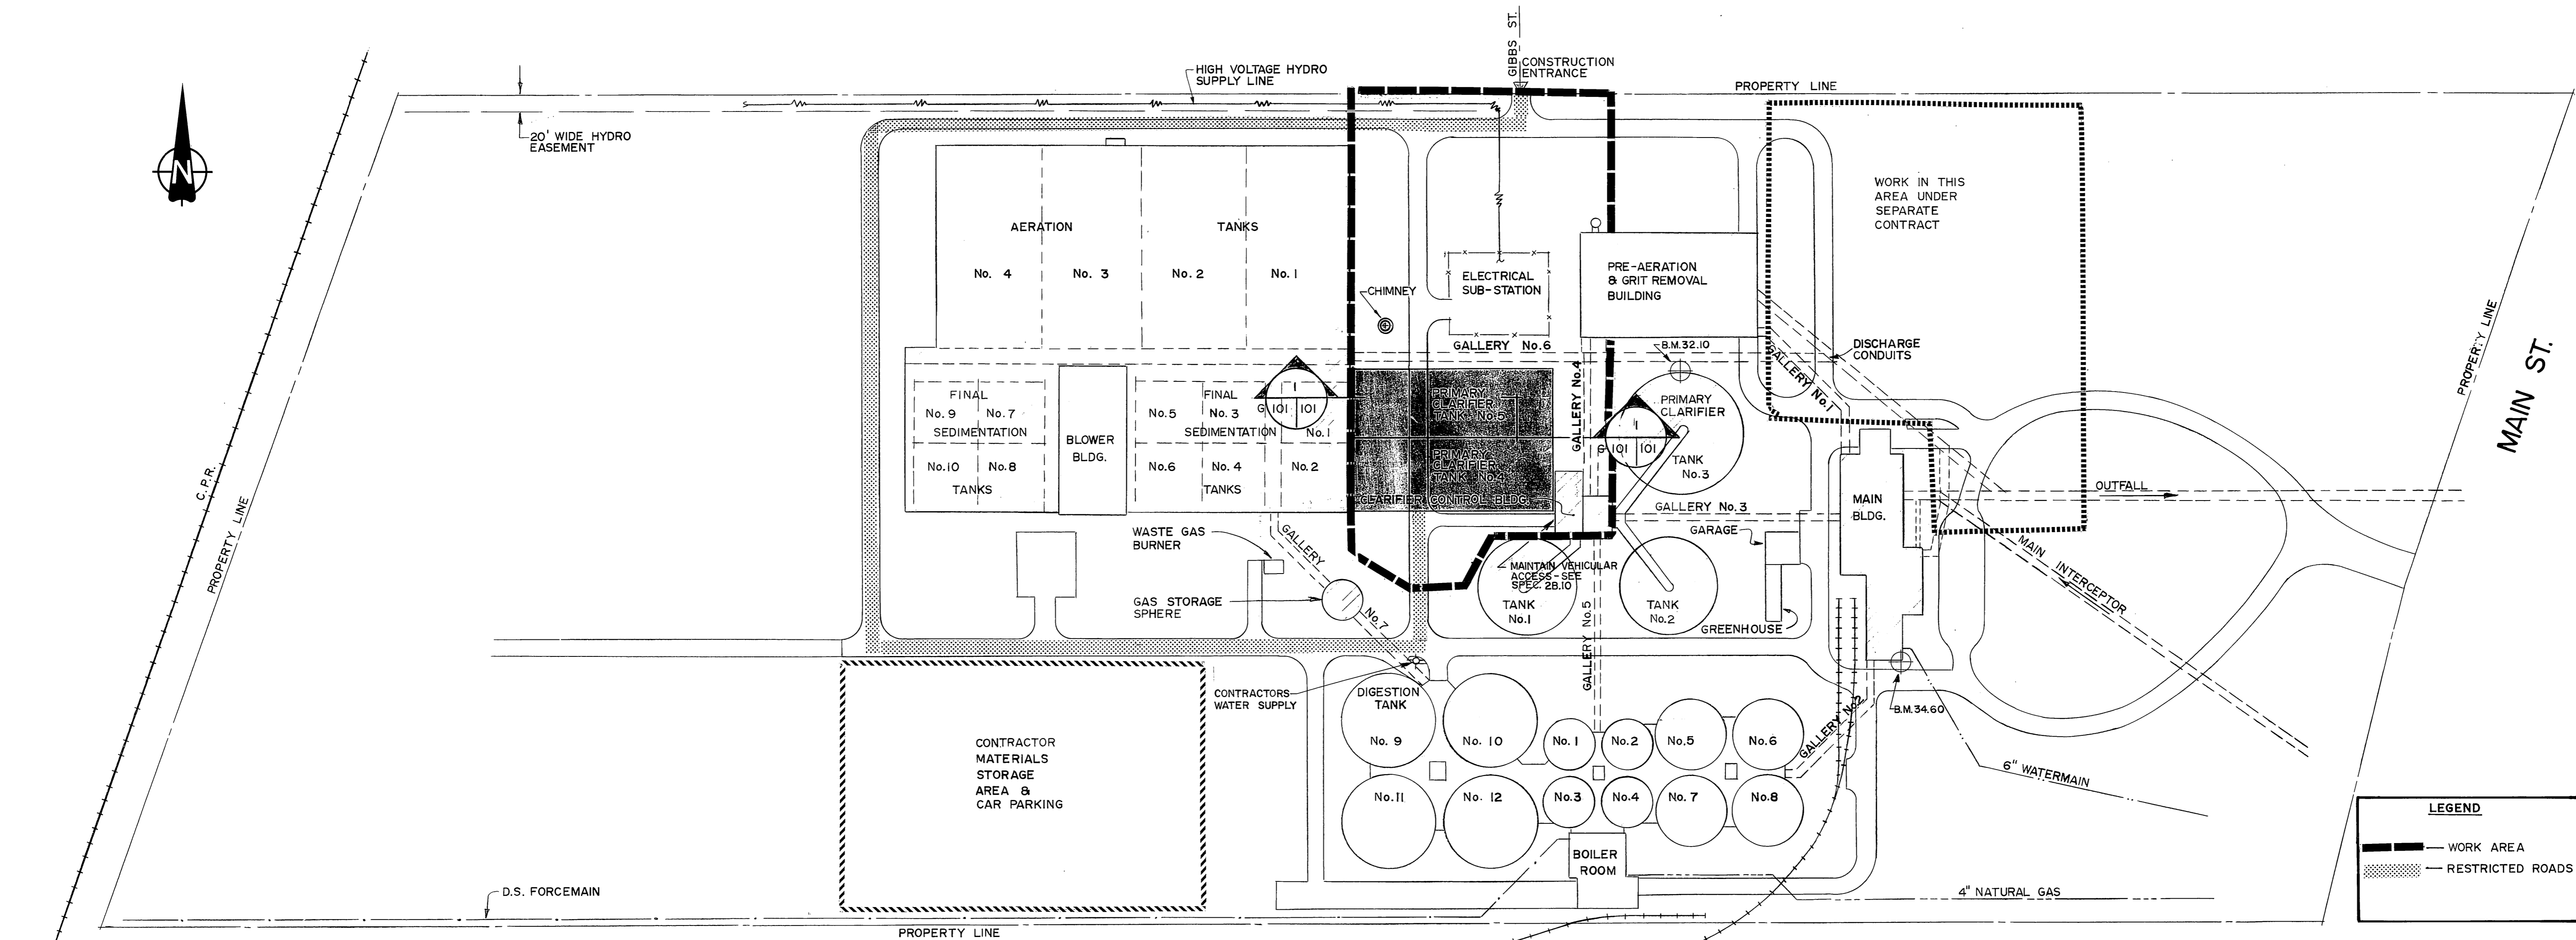 GIBBS ST.
CONSTRUCTION
ENTRANCE
HIGH VOLTAGE HYDRO
SUPPLY LINE
PROPERTY LINE
20' WIDE HYDRO
EASEMENT
N
WORK IN THIS
AREA UNDER
SEPARATE
CONTRACT
AERATION TANKS
No. 4 No. 3 No. 2 No. 1
CHIMNEY
ELECTRICAL
SUB-STATION
PRE-AERATION
& GRIT REMOVAL
BUILDING
GALLERY No.6
B.M.32.10
DISCHARGE
CONDUITS
GALLERY No.1
GALLERY No.4
PROPERTY LINE
MAIN ST.
C.P.R.
PROPERTY LINE
FINAL
No.9 No.7
SEDIMENTATION
No.10 No.8
TANKS
BLOWER
BLDG.
FINAL
No.5 No.3
SEDIMENTATION No.1
No.6 No.4 No.2
TANKS
1
G 101 101
PRIMARY
CLARIFIER
TANK No.5
PRIMARY
CLARIFIER
TANK No.4
CLARIFIER CONTROL BLDG.
1
G 101 101
PRIMARY
CLARIFIER
TANK
No.3
MAIN
BLDG.
OUTFALL
GALLERY No.3
GARAGE
MAIN
INTERCEPTOR
WASTE GAS
BURNER
GALLERY
No.7
GAS STORAGE
SPHERE
MAINTAIN VEHICULAR
ACCESS-SEE
SPEC. 2B.10
TANK
No.1
TANK
No.2
GALLERY No.5
GREENHOUSE
CONTRACTORS
WATER SUPPLY
DIGESTION
TANK
No. 9 No. 10 No.1 No.2 No.5 No.6
No.11 No. 12 No.3 No.4 No.7 No.8
GALLERY No.2
B.M.34.60
6" WATERMAIN
CONTRACTOR
MATERIALS
STORAGE
AREA &
CAR PARKING
BOILER
ROOM
4" NATURAL GAS
D.S. FORCEMAIN
PROPERTY LINE
LEGEND
WORK AREA
RESTRICTED ROADS